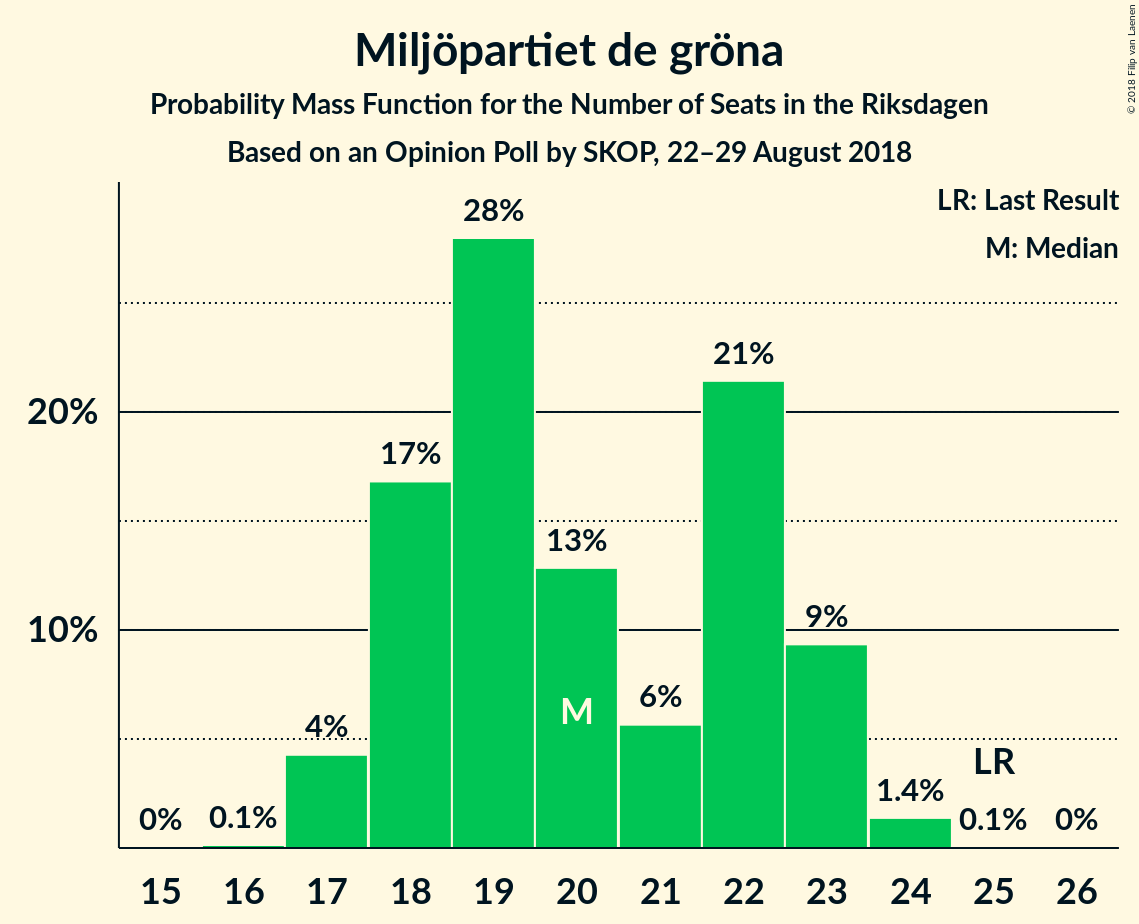 Miljöpartiet de gröna
Probability Mass Function for the Number of Seats in the Riksdagen
Based on an Opinion Poll by SKOP, 22–29 August 2018
© 2018 Filip van Laenen
LR: Last Result
M: Median
28%
21%
20%
17%
13%
10%
9%
6%
M
4%
LR
1.4%
0% 0.1% 0.1% 0%
15 16 17 18 19 20 21 22 23 24 25 26